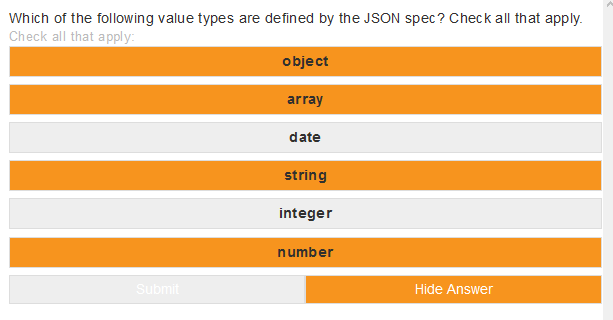 Which of the following value types are defined by the JSON spec? Check all that apply.
Check all that apply:
object
array
date
string
integer
number
Submit
Hide Answer